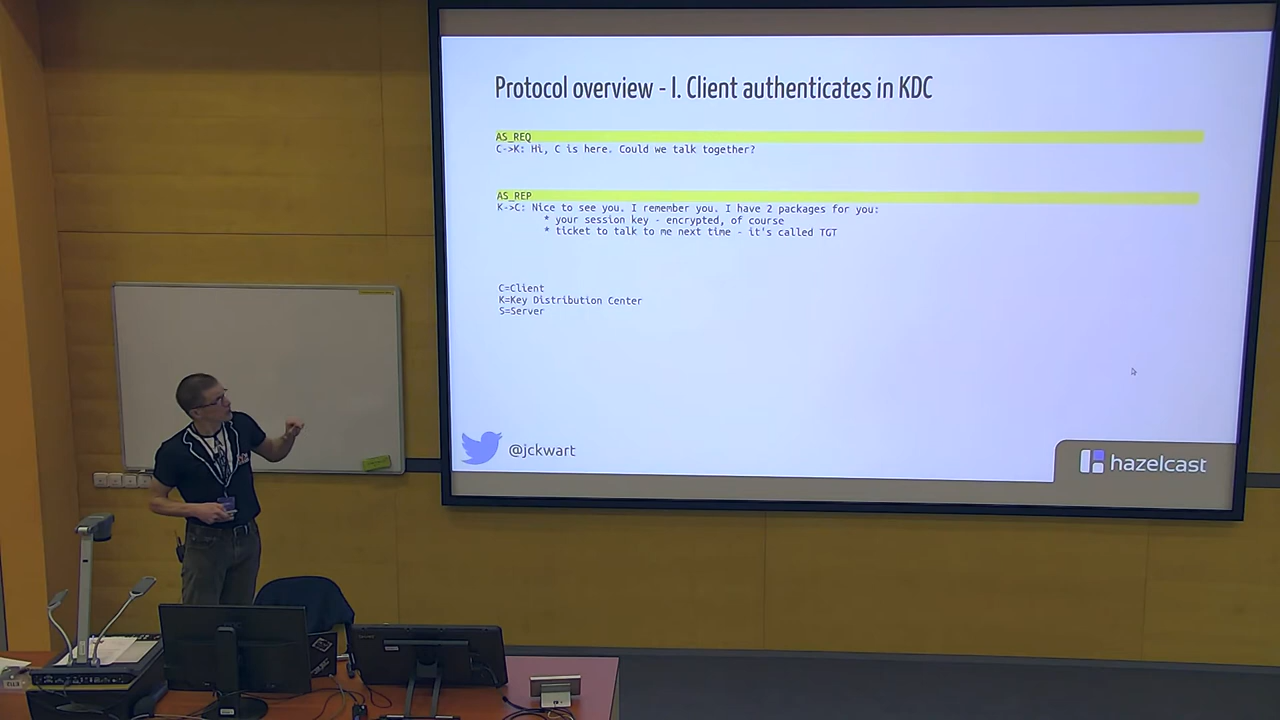 Protocol overview - I. Client authenticates in KDC
AS_REQ
C->K: Hi, C is here. Could we talk together?
AS_REP
K->C: Nice to see you. I remember you. I have 2 packages for you:
* your session key - encrypted, of course
* ticket to talk to me next time - it's called TGT
C=Client
K=Key Distribution Center
S=Server
@jckwart
hazelcast